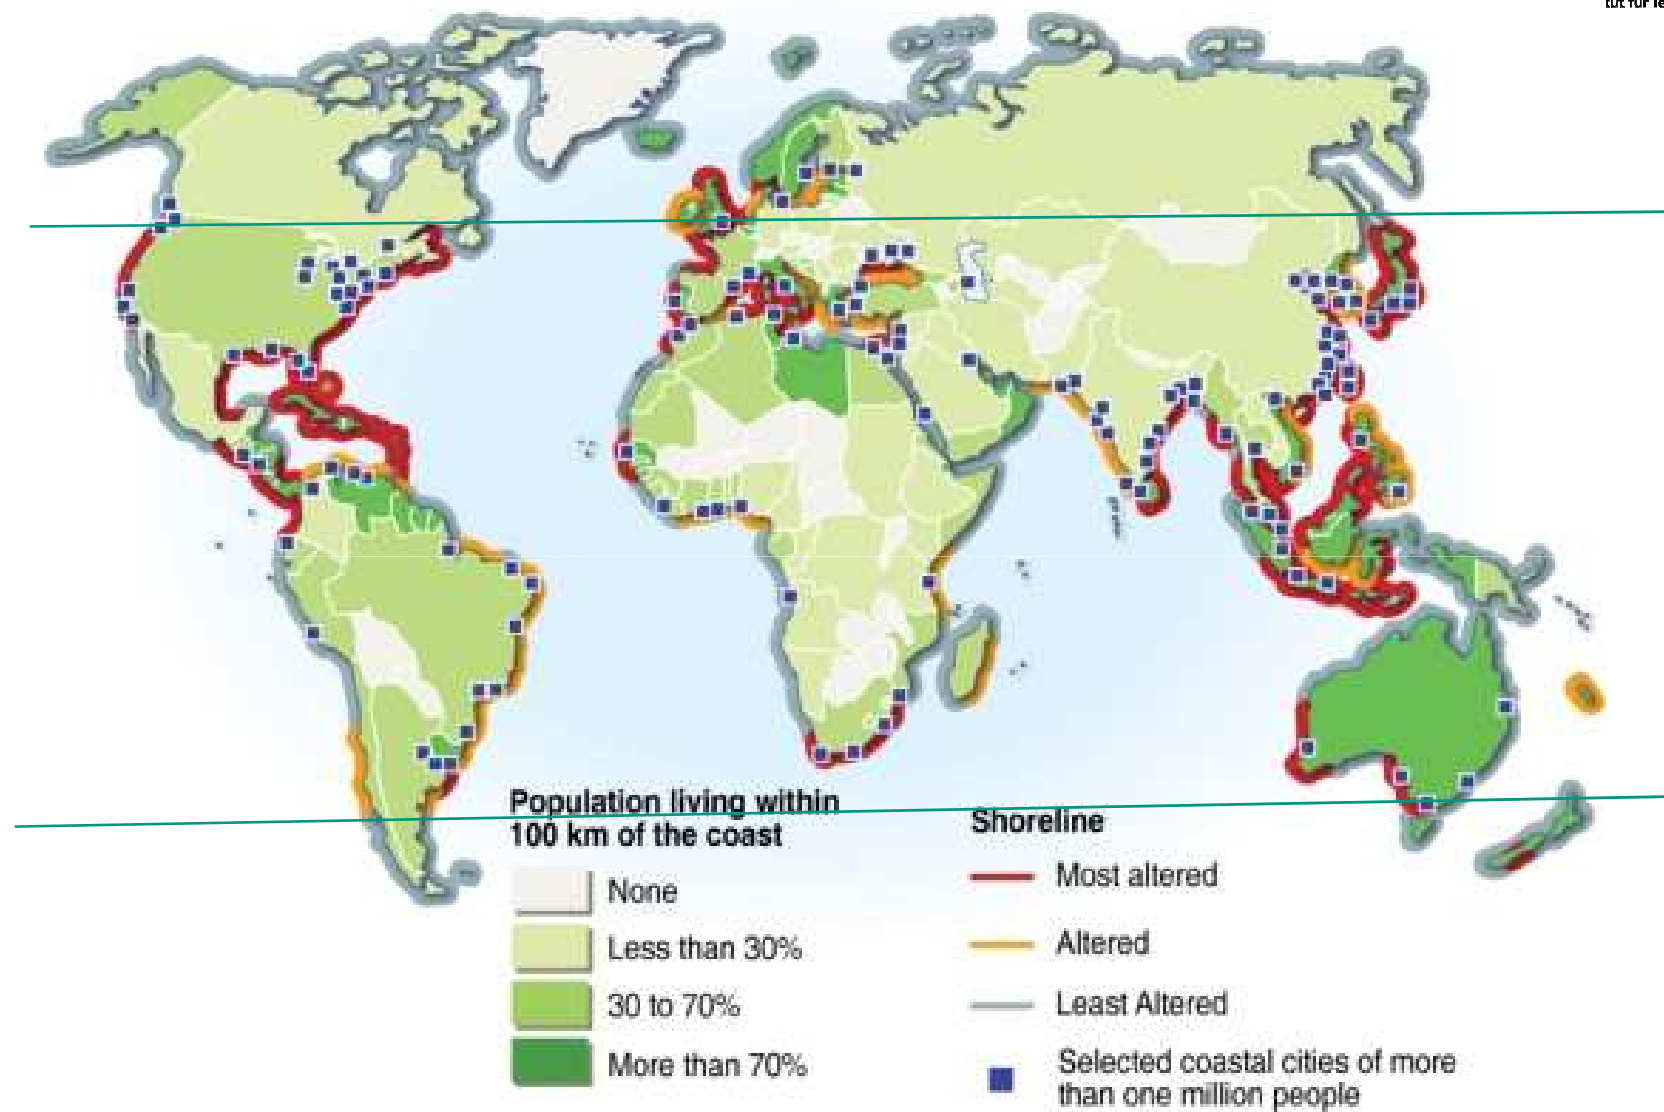 Population living within
100 km of the coast
None
Less than 30%
30 to 70%
More than 70%
Shoreline
Most altered
Altered
Least Altered
Selected coastal cities of more
than one million people